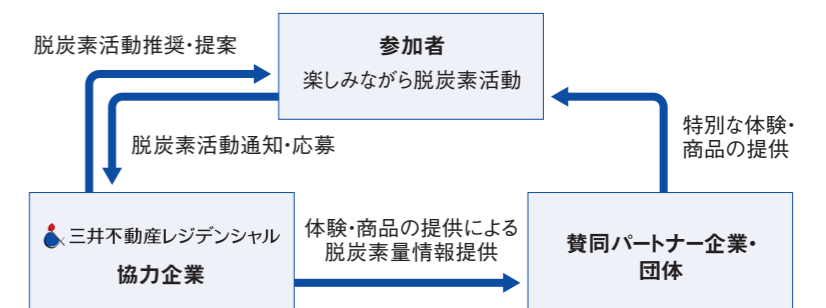 脱炭素活動推奨・提案
参加者
楽しみながら脱炭素活動
脱炭素活動通知・応募
特別な体験・
商品の提供
三井不動産レジデンシャル
協力企業
体験・商品の提供による
脱炭素量情報提供
賛同パートナー企業・
団体